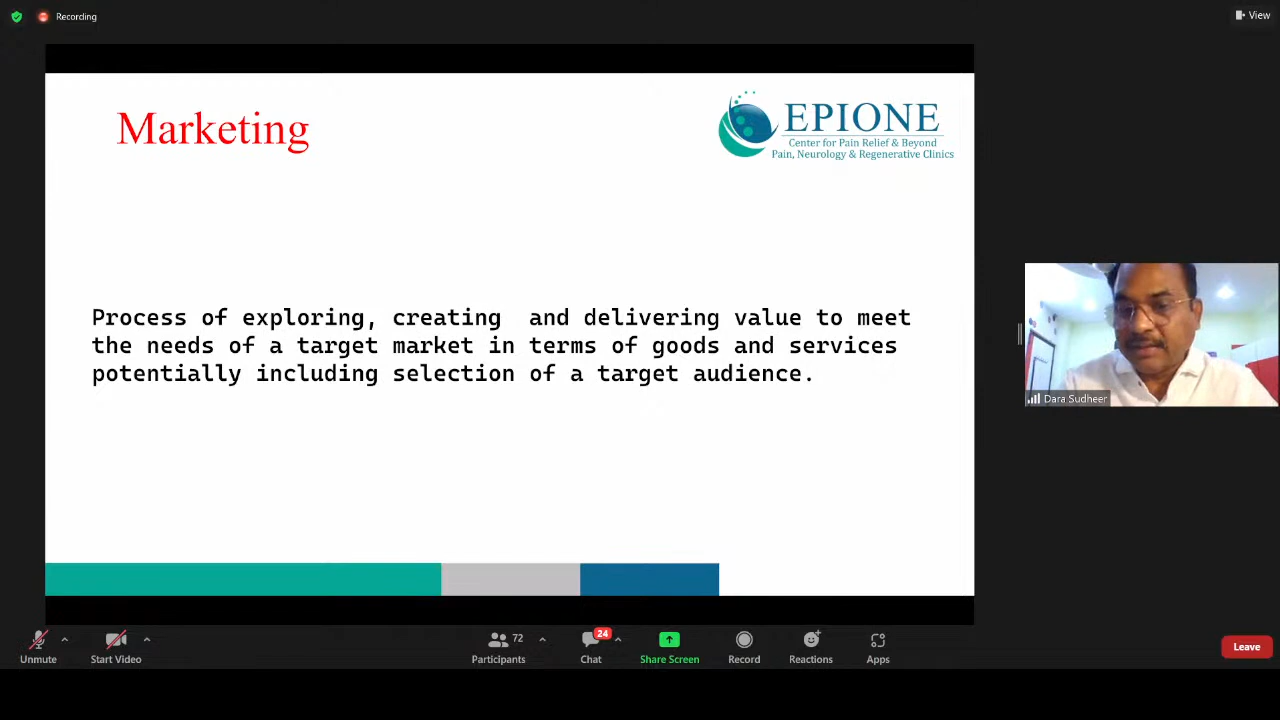 Recording
View
Marketing
EPIONE
Center for Pain Relief & Beyond
Pain, Neurology & Regenerative Clinics
Process of exploring, creating  and delivering value to meet
the needs of a target market in terms of goods and services
potentially including selection of a target audience.
Dara Sudheer
Unmute
Start Video
72
Participants
24
Chat
Share Screen
Record
Reactions
Apps
Leave